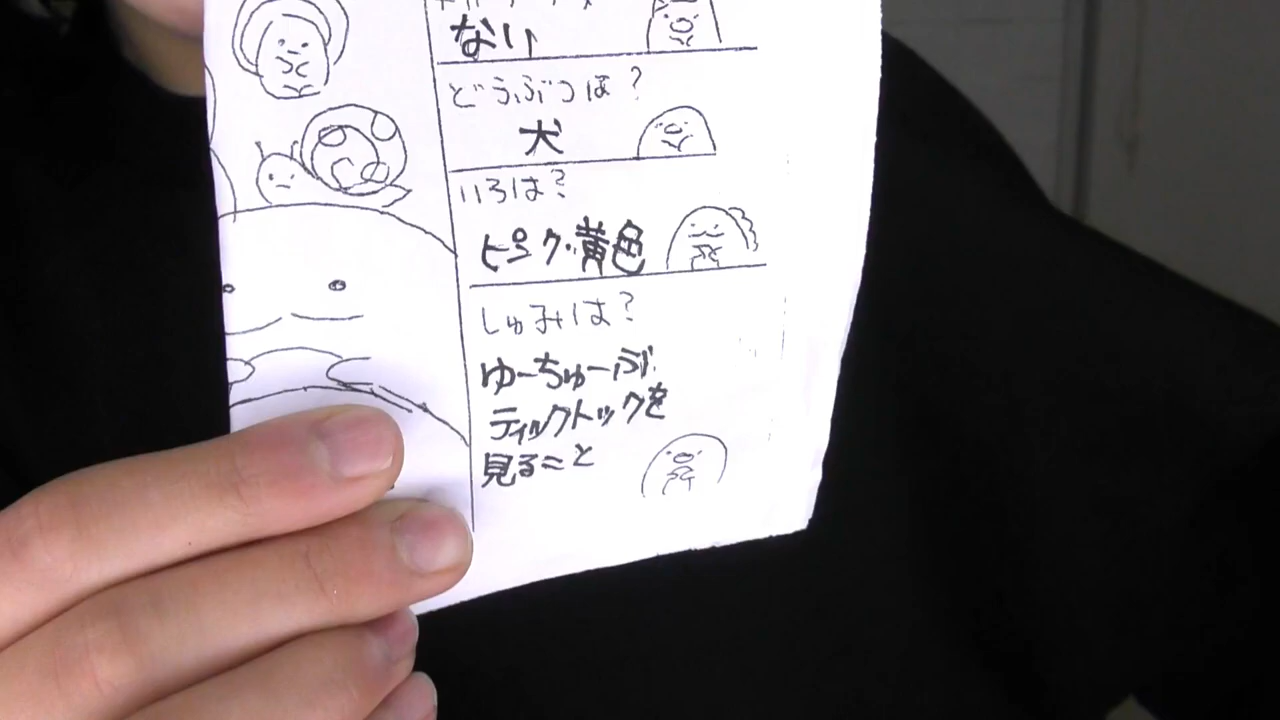 ない
どうぶつは?
犬
いろは?
ピンク・黄色
しゅみは?
ゆーちゅーぶ
ティックトックを
見ること